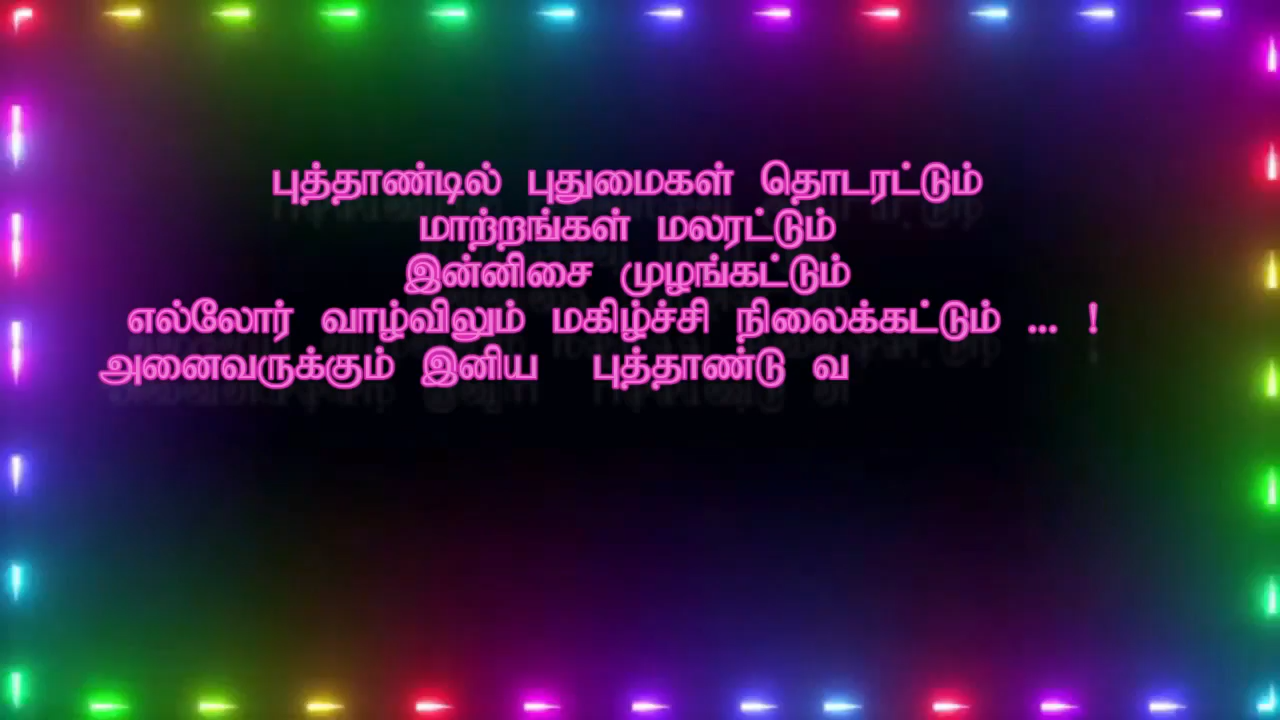 புத்தாண்டில் புதுமைகள் தொடரட்டும்
மாற்றங்கள் மலரட்டும்
இன்னிசை முழங்கட்டும்
எல்லோர் வாழ்விலும் மகிழ்ச்சி நிலைக்கட்டும் ... !
அனைவருக்கும் இனிய புத்தாண்டு வ